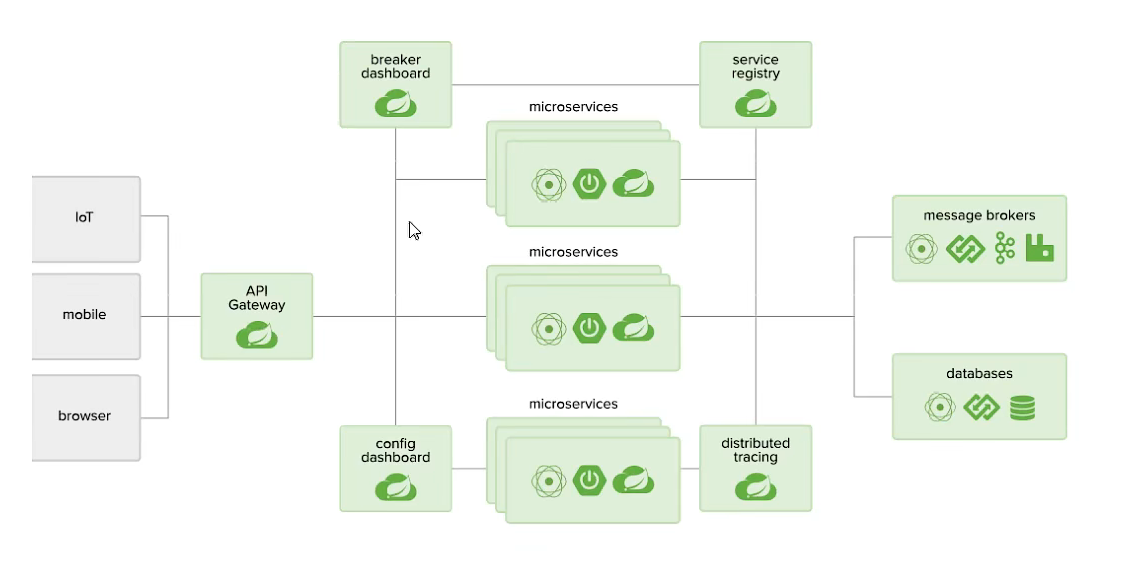 breaker
dashboard
service
registry
microservices
IoT
message brokers
microservices
API
Gateway
mobile
databases
browser
microservices
config
dashboard
distributed
tracing